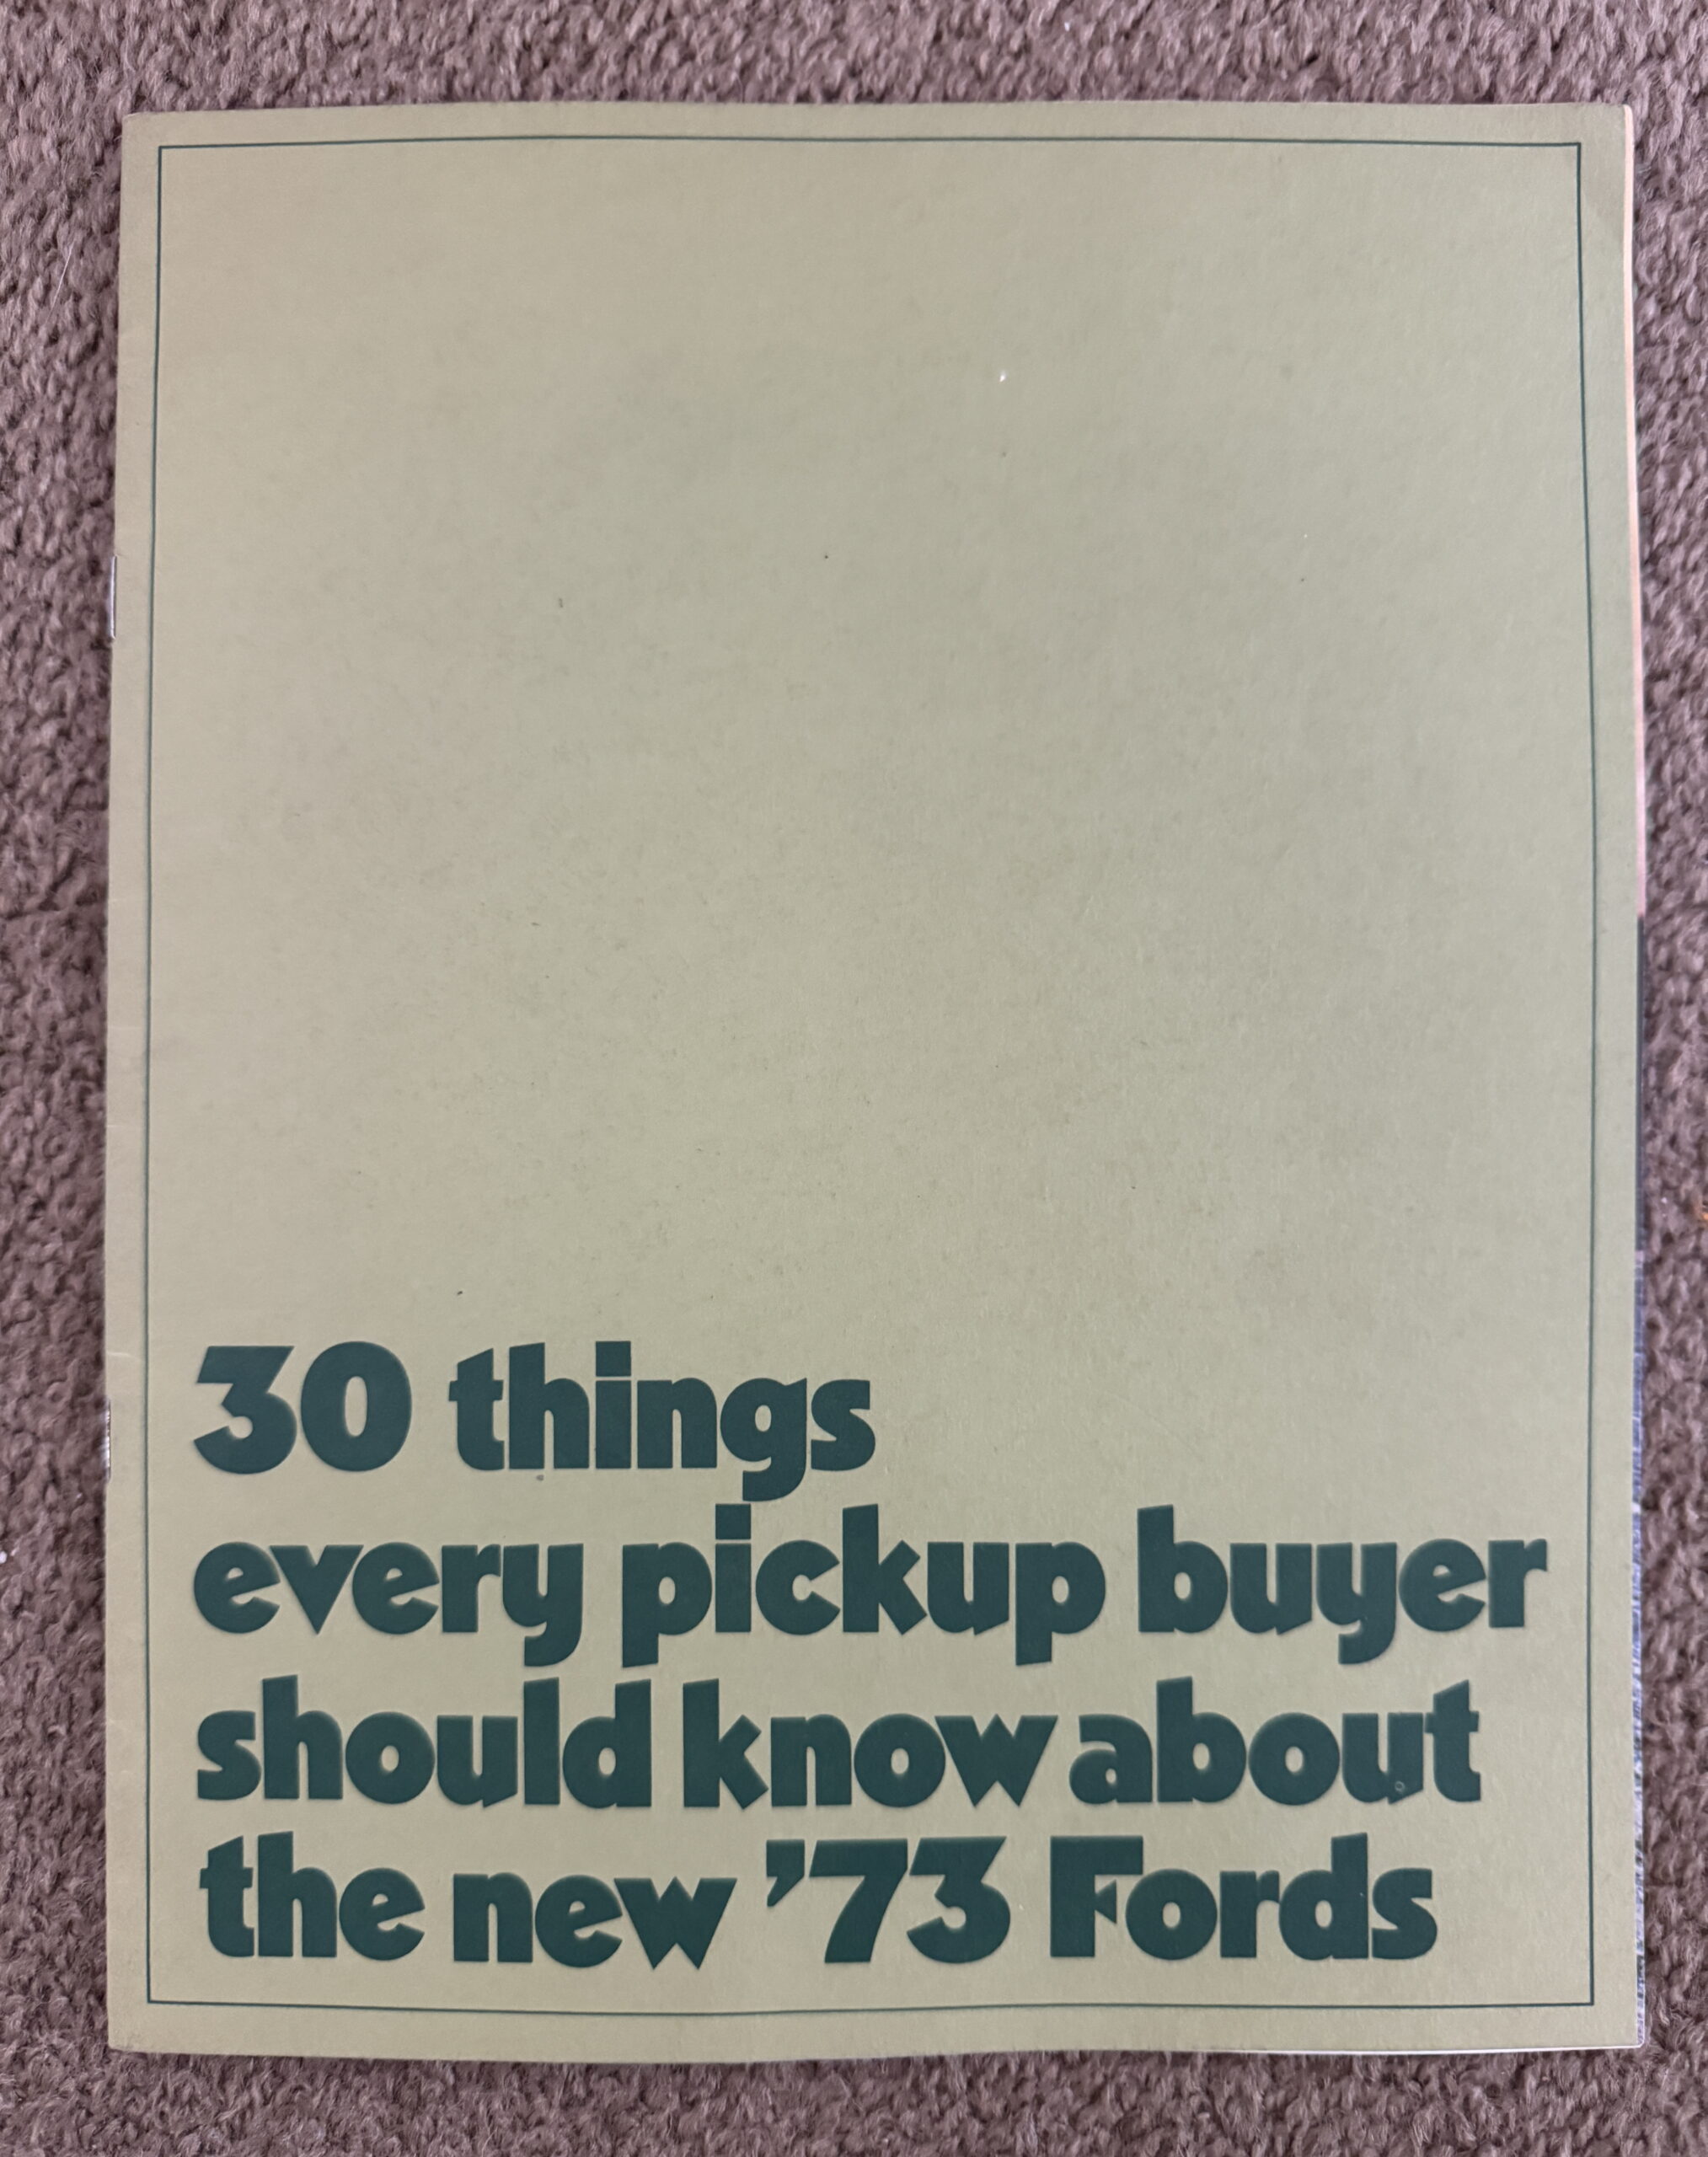 30 things
every pickup buyer
should know about
the new ’73 Fords